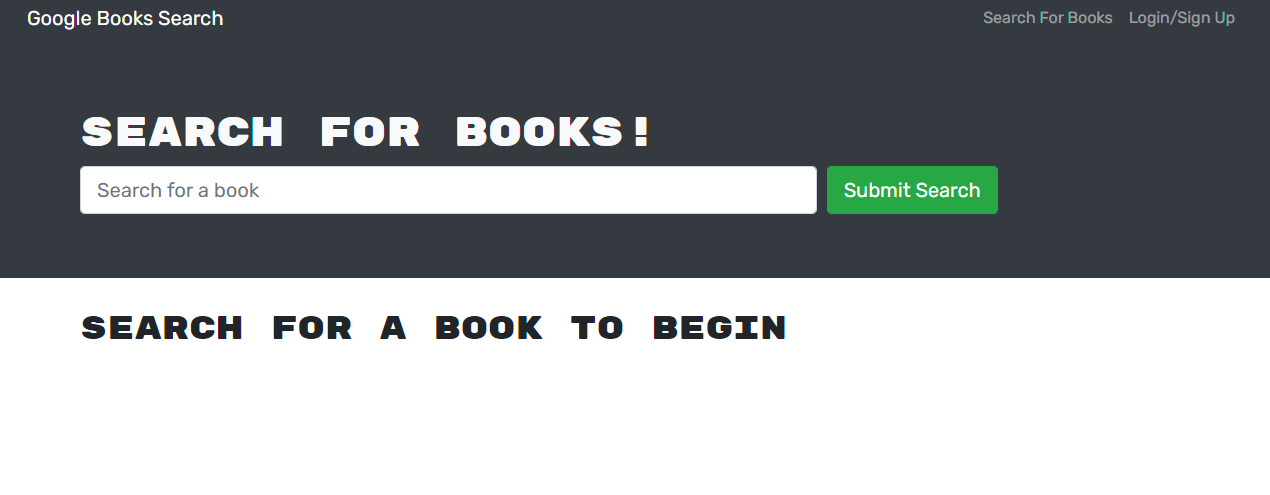 Google Books Search
Search For Books Login/Sign Up
SEARCH FOR BOOKS!
Search for a book
Submit Search
SEARCH FOR A BOOK TO BEGIN